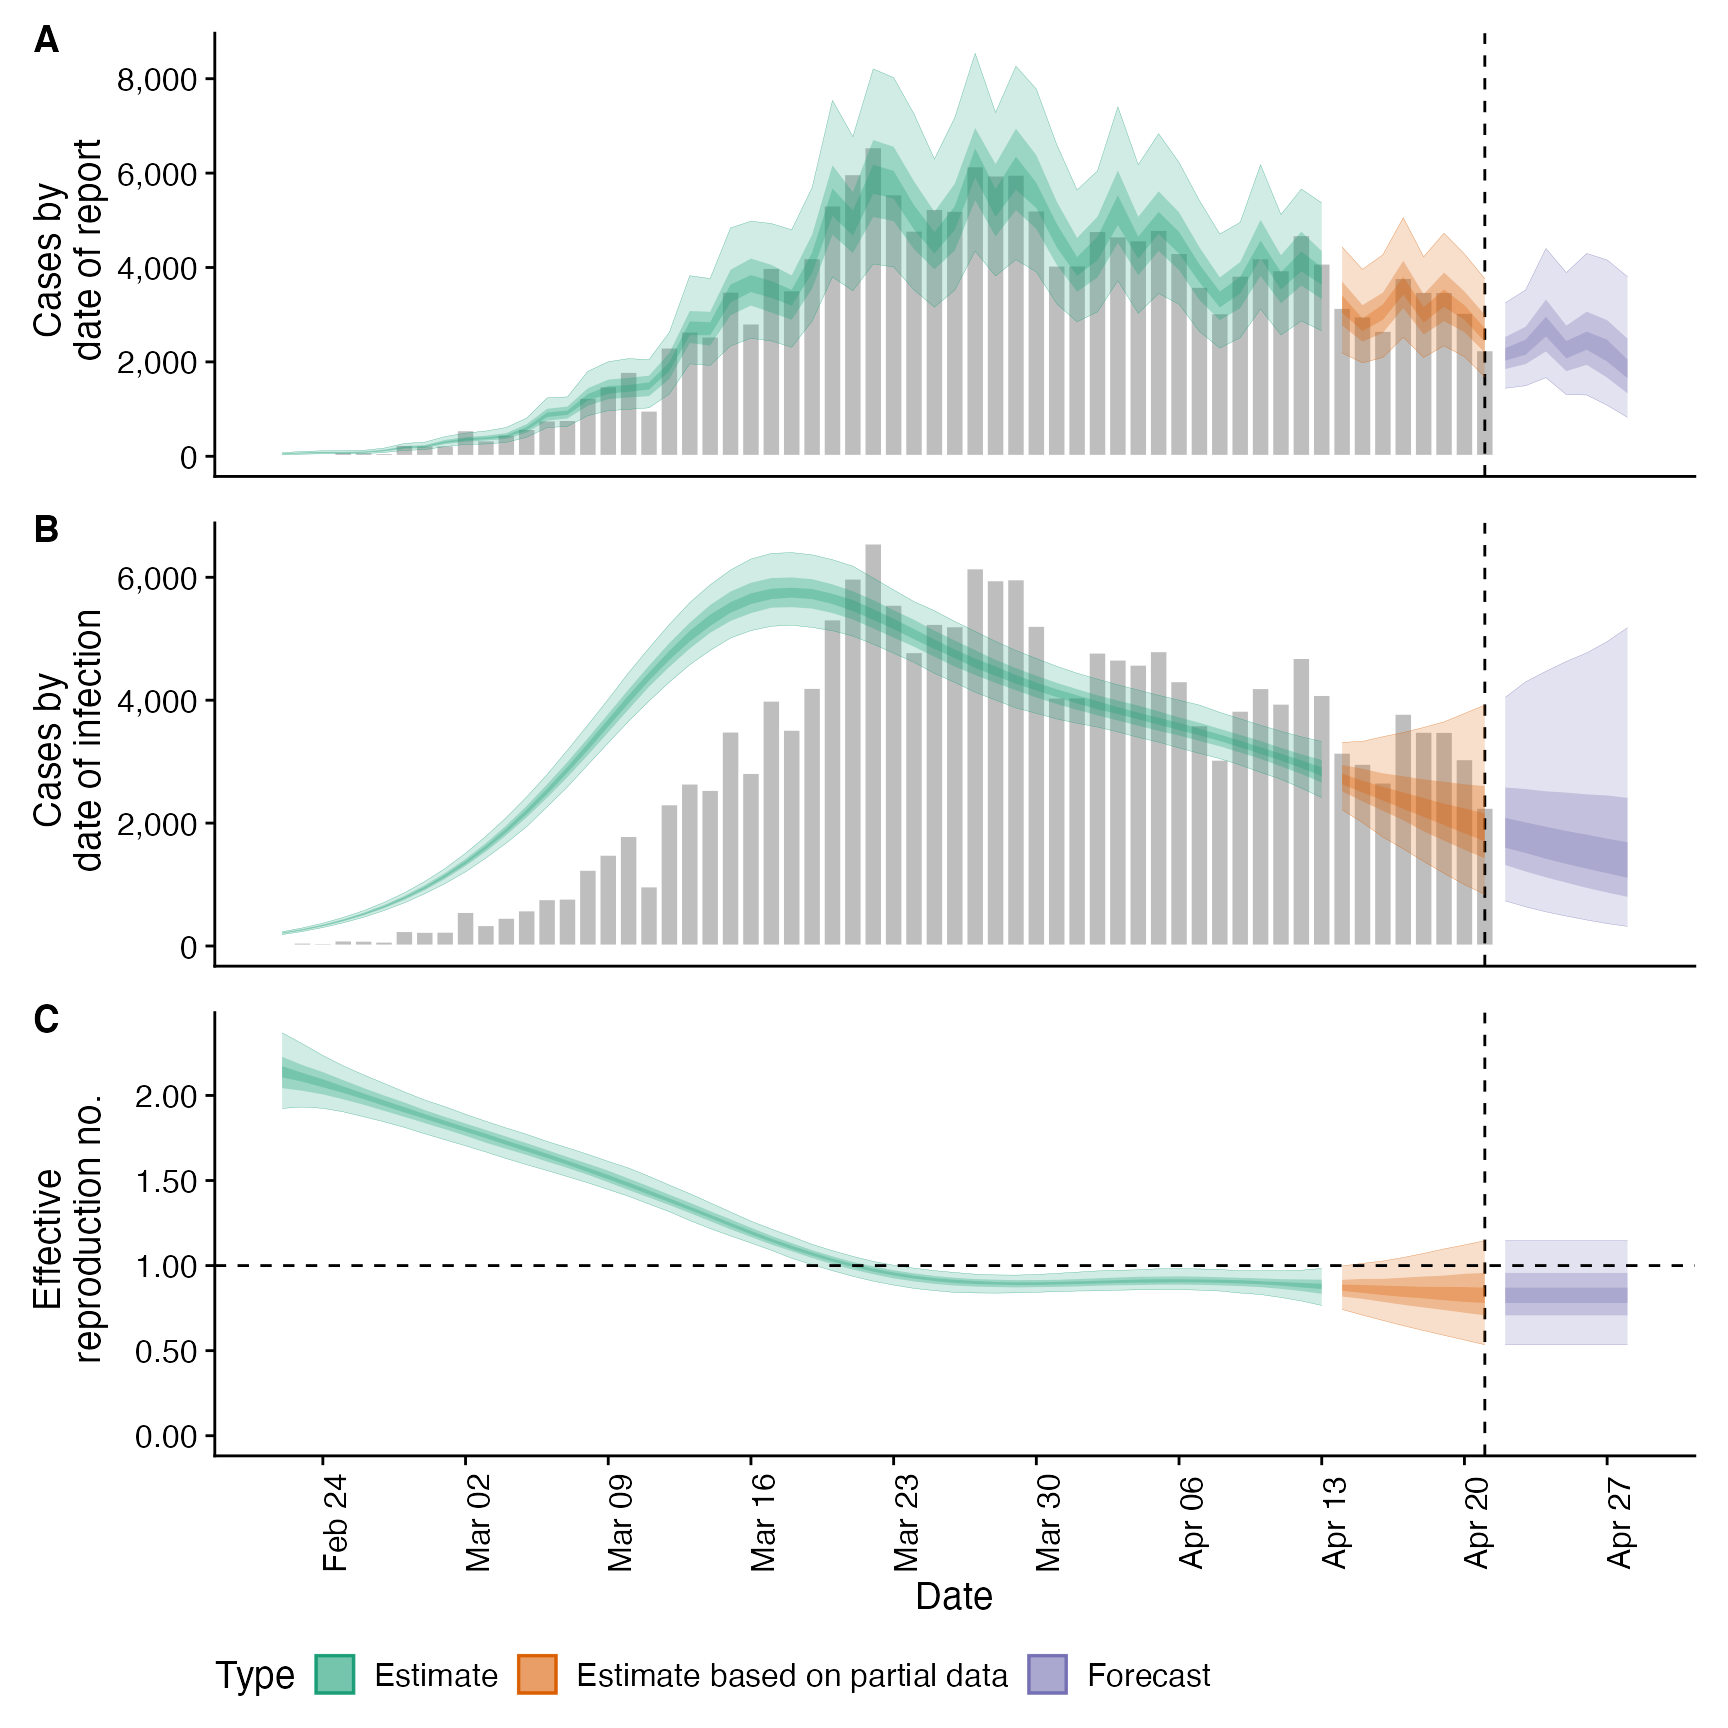 A
Cases by
date of report
8,000
6,000
4,000
2,000
0
B
Cases by
date of infection
6,000
4,000
2,000
0
C
Effective
reproduction no.
2.00
1.50
1.00
0.50
0.00
Feb 24
Mar 02
Mar 09
Mar 16
Mar 23
Mar 30
Apr 06
Apr 13
Apr 20
Apr 27
Date
Type Estimate Estimate based on partial data Forecast